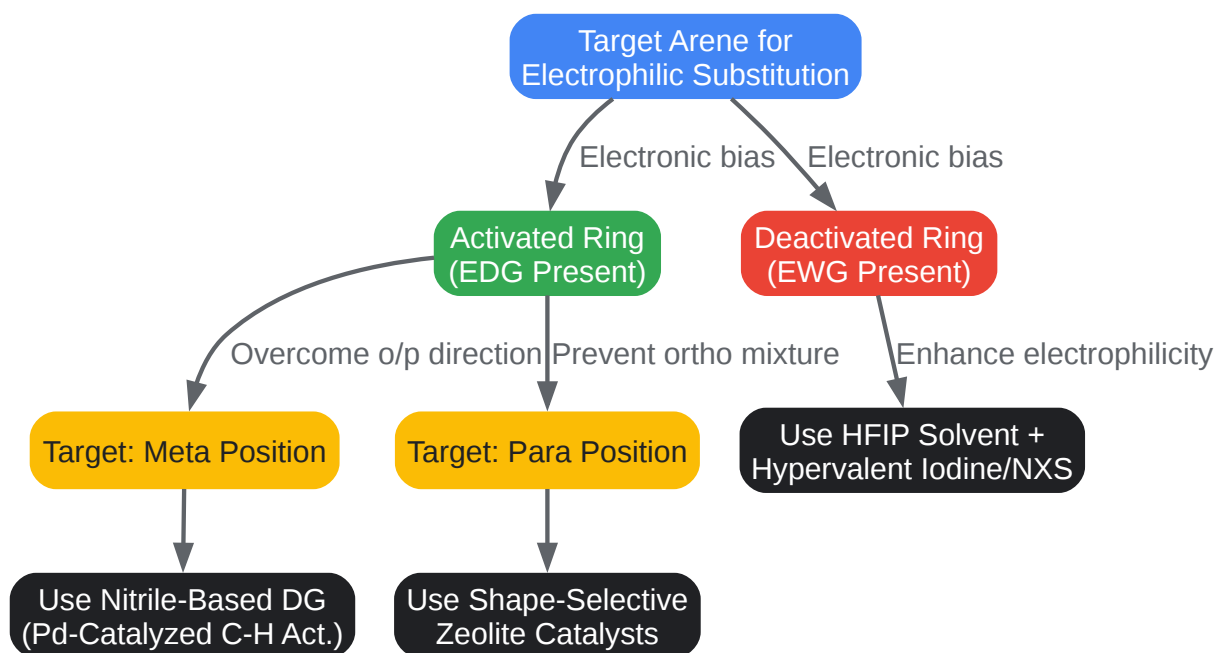 Target Arene for
Electrophilic Substitution
Electronic bias
Electronic bias
Activated Ring
(EDG Present)
Deactivated Ring
(EWG Present)
Overcome o/p direction
Prevent ortho mixture
Enhance electrophilicity
Target: Meta Position
Target: Para Position
Use HFIP Solvent +
Hypervalent Iodine/NXS
Use Nitrile-Based DG
(Pd-Catalyzed C-H Act.)
Use Shape-Selective
Zeolite Catalysts